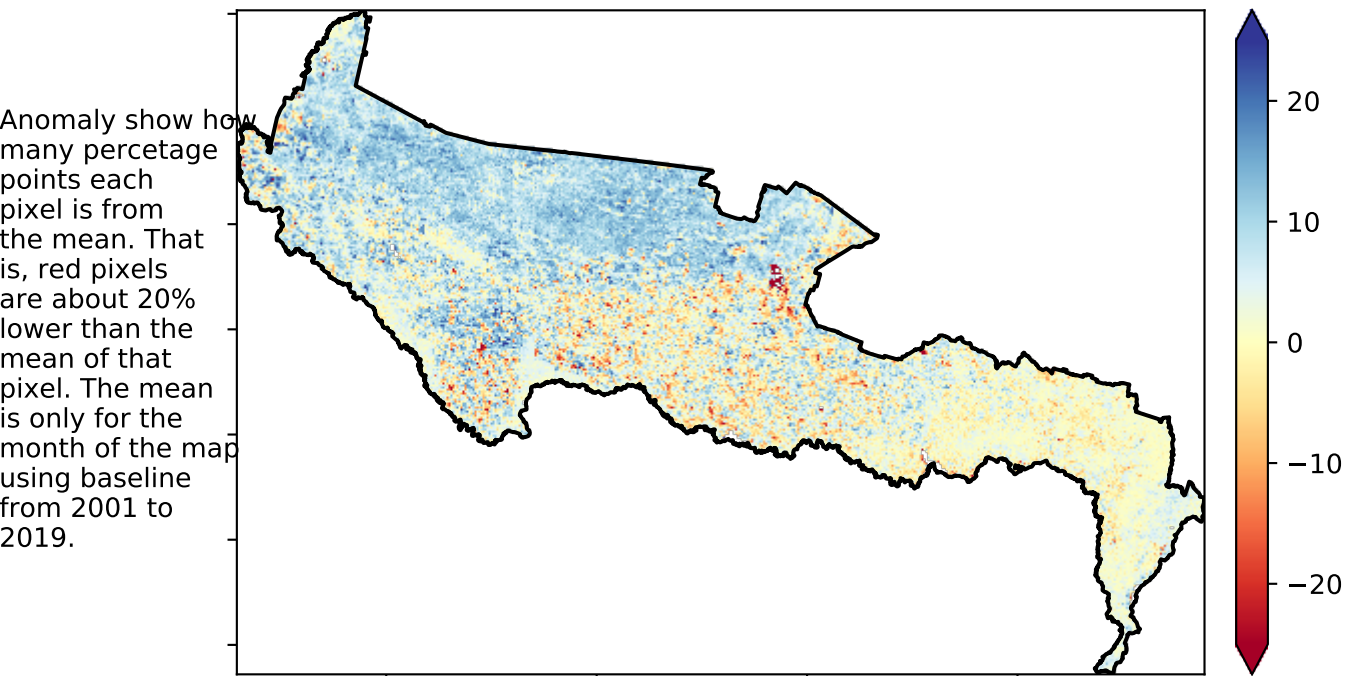 Anomaly show how
many percetage
points each
pixel is from
the mean. That
is, red pixels
are about 20%
lower than the
mean of that
pixel. The mean
is only for the
month of the map
using baseline
from 2001 to
2019.
20
10
0
−10
−20